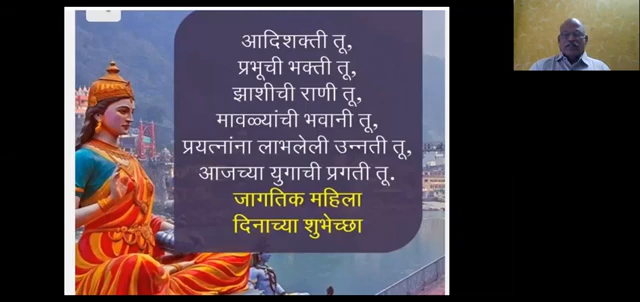 आदिशक्ती तू,
प्रभूची भक्ती तू,
झाशीची राणी तू,
मावळ्यांची भवानी तू,
प्रयत्नांना लाभलेली उन्नती तू,
आजच्या युगाची प्रगती तू.
जागतिक महिला
दिनाच्या शुभेच्छा